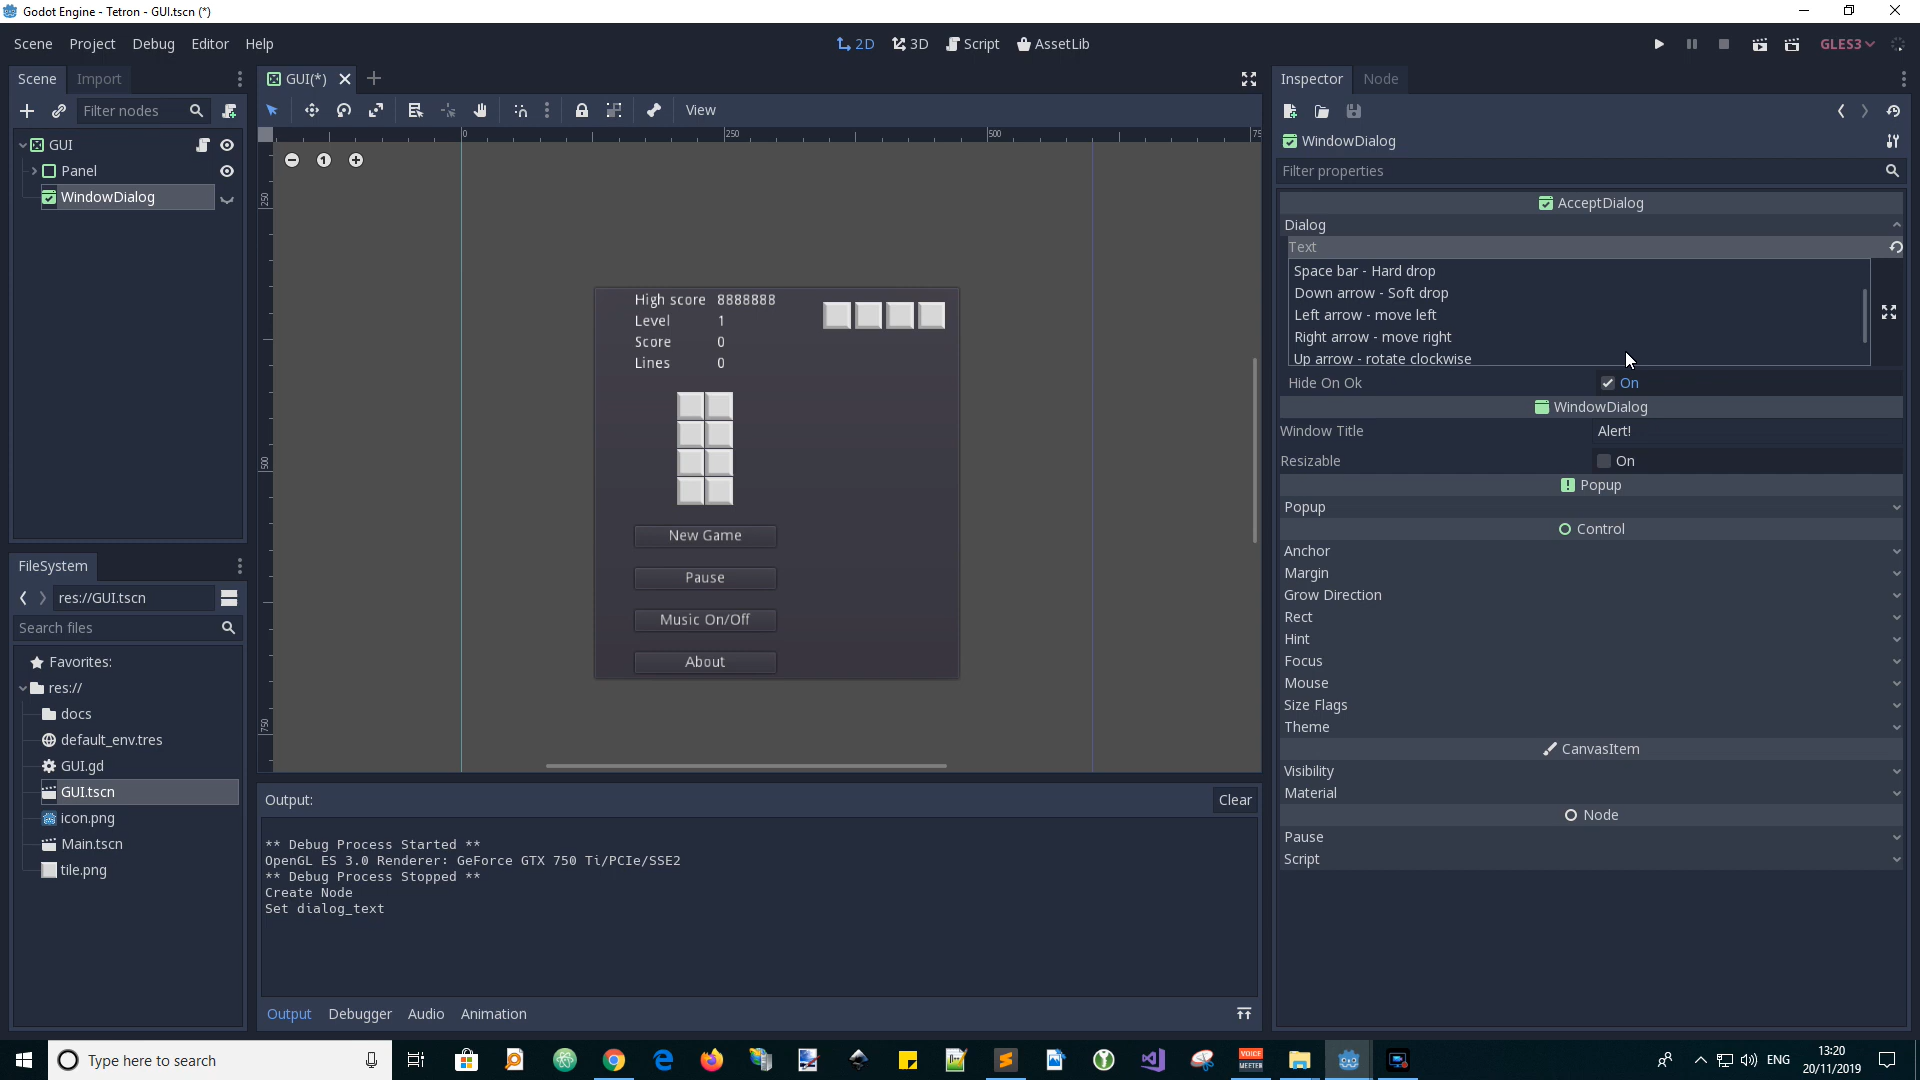 Godot Engine - Tetron - GUI.tscn (*)
Scene Project Debug Editor Help
2D 3D Script AssetLib
GLES3
Scene Import
Filter nodes
GUI
Panel
WindowDialog
GUI(*)
View
0 250 500 75
250
500
750
High score 8888888
Level 1
Score 0
Lines 0
New Game
Pause
Music On/Off
About
FileSystem
res://GUI.tscn
Search files
Favorites:
res://
docs
default_env.tres
GUI.gd
GUI.tscn
icon.png
Main.tscn
tile.png
Output:
Clear
** Debug Process Started **
OpenGL ES 3.0 Renderer: GeForce GTX 750 Ti/PCIe/SSE2
** Debug Process Stopped **
Create Node
Set dialog_text
Output Debugger Audio Animation
Inspector Node
WindowDialog
Filter properties
AcceptDialog
Dialog
Text
Space bar - Hard drop
Down arrow - Soft drop
Left arrow - move left
Right arrow - move right
Up arrow - rotate clockwise
Hide On Ok On
WindowDialog
Window Title Alert!
Resizable On
Popup
Popup
Control
Anchor
Margin
Grow Direction
Rect
Hint
Focus
Mouse
Size Flags
Theme
CanvasItem
Visibility
Material
Node
Pause
Script
Type here to search
VOICE MEETER
ENG
13:20
20/11/2019